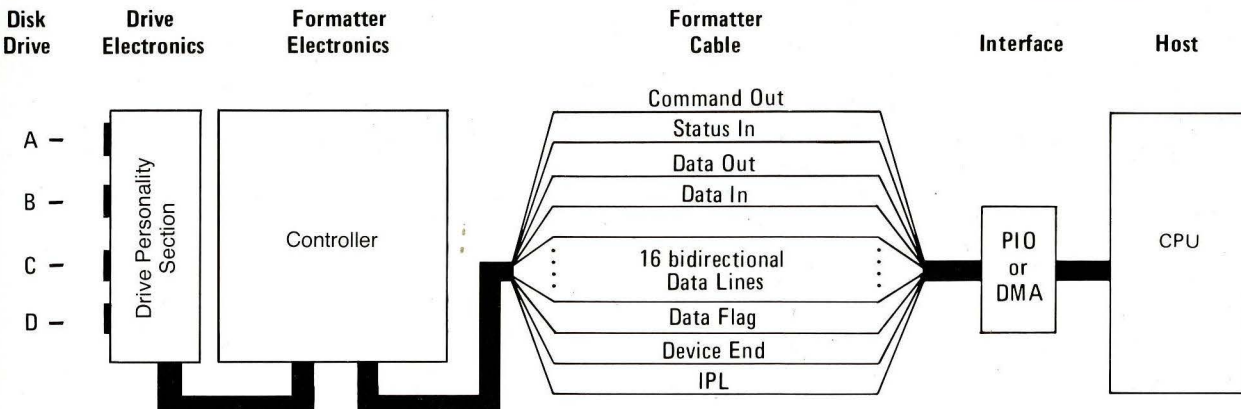 Disk
Drive
Drive
Electronics
Formatter
Electronics
Formatter
Cable
Interface
Host
A –
B –
C –
D –
Drive Personality
Section
Controller
Command Out
Status In
Data Out
Data In
16 bidirectional
Data Lines
Data Flag
Device End
IPL
PIO
or
DMA
CPU